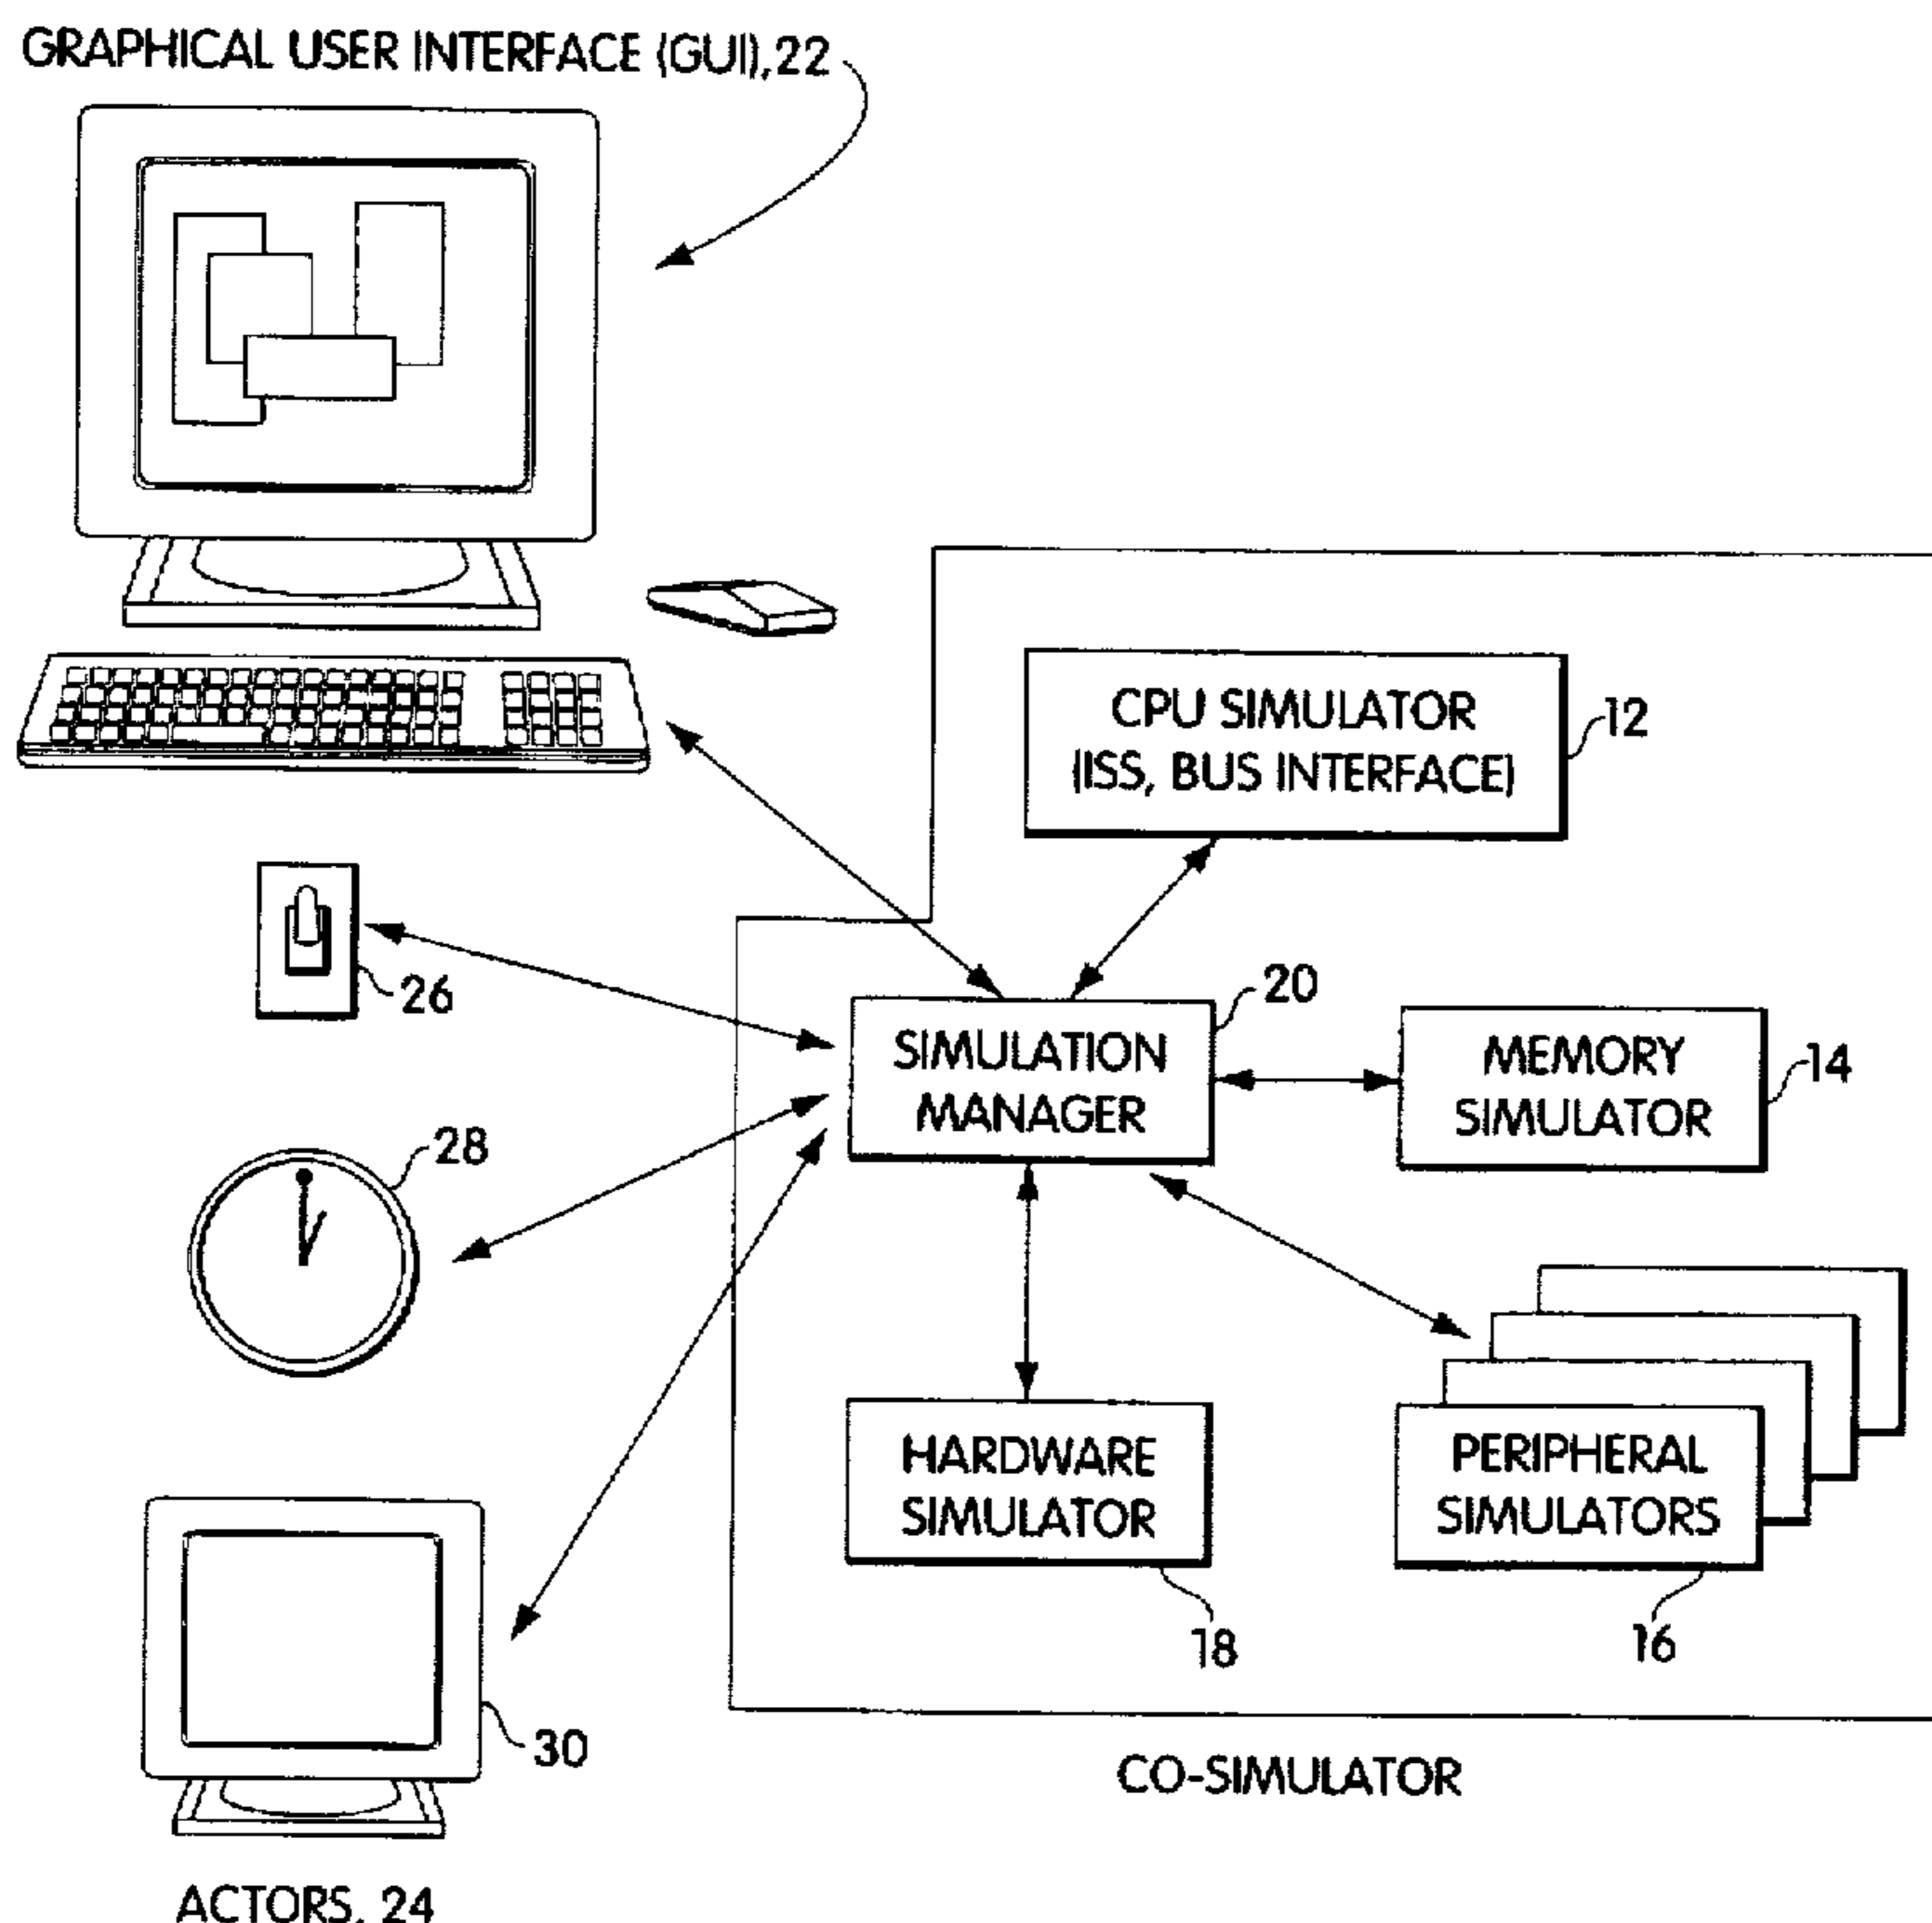 GRAPHICAL USER INTERFACE (GUI),22
CPU SIMULATOR
(ISS, BUS INTERFACE)
12
26
20
SIMULATION
MANAGER
MEMORY
SIMULATOR
14
28
HARDWARE
SIMULATOR
PERIPHERAL
SIMULATORS
18
16
30
CO-SIMULATOR
ACTORS, 24